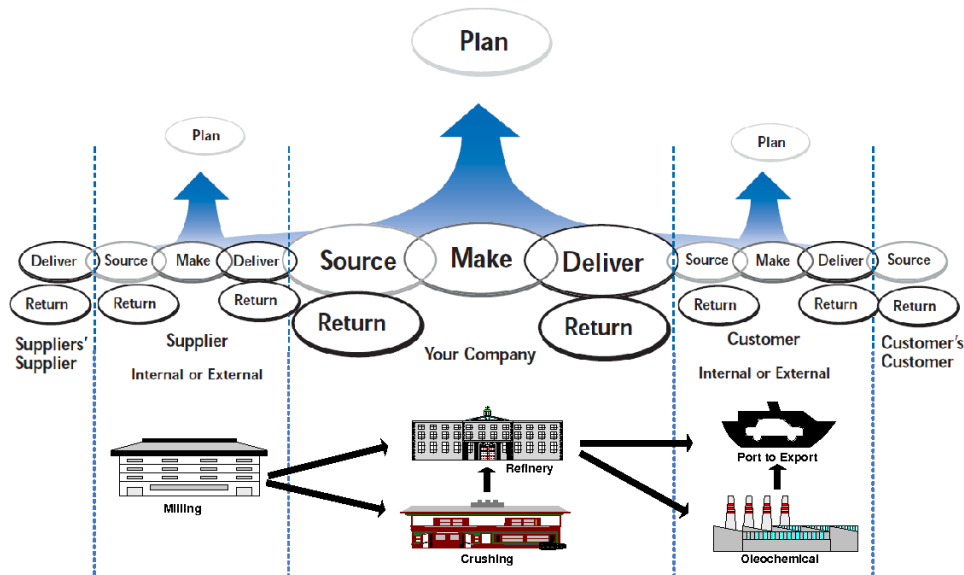 Plan
Plan
Plan
Deliver
Source
Make
Deliver
Source
Make
Deliver
Source
Make
Deliver
Source
Return
Return
Return
Return
Return
Return
Return
Return
Suppliers'
Supplier
Supplier
Internal or External
Your Company
Customer
Internal or External
Customer's
Customer
Milling
Refinery
Crushing
Port to Export
Oleochemical